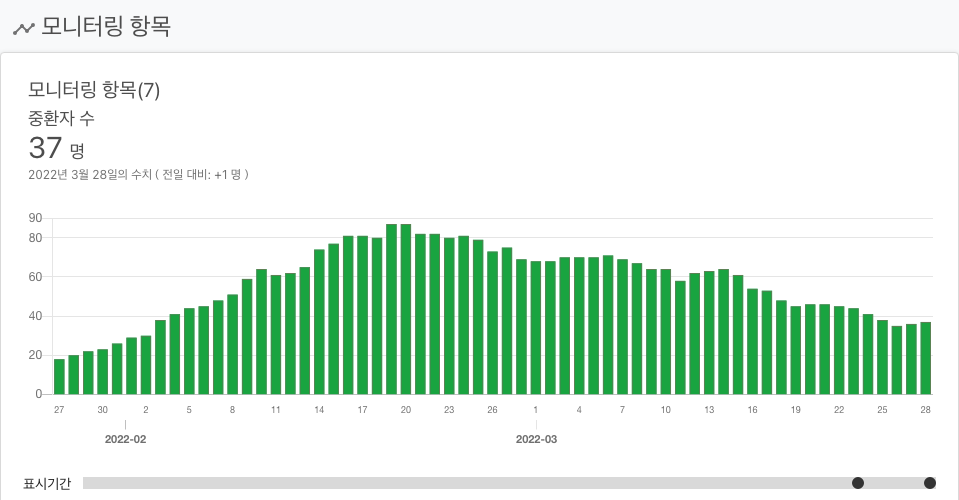 모니터링 항목
모니터링 항목(7)
중환자 수
37 명
2022년 3월 28일의 수치 ( 전일 대비: +1 명 )
90
80
60
40
20
0
27 30 2 5 8 11 14 17 20 23 26 1 4 7 10 13 16 19 22 25 28
2022-02 2022-03
표시기간